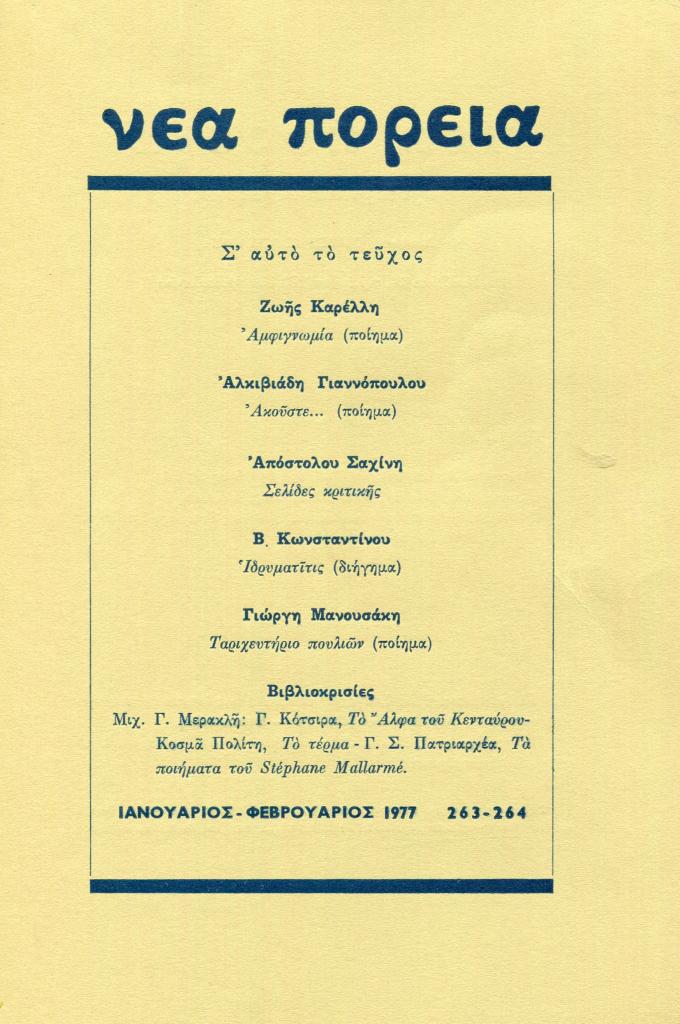 νεα πορεια
Σ' αὐτὸ τὸ τεῦχος
Ζωῆς Καρέλλη
Ἀμφιγνωμία (ποίημα)
Ἀλκιβιάδη Γιαννόπουλου
Ἀκοῦστε... (ποίημα)
Ἀπόστολου Σαχίνη
Σελίδες κριτικῆς
Β. Κωνσταντίνου
Ἱδρυματῖτις (διήγημα)
Γιώργη Μανουσάκη
Ταριχευτήριο πουλιῶν (ποίημα)
Βιβλιοκρισίες
Μιχ. Γ. Μερακλῆ: Γ. Κότσιρα, Τὸ Ἄλφα τοῦ Κενταύρου-
Κοσμᾶ Πολίτη, Τὸ τέρμα - Γ. Σ. Πατριαρχέα, Τὰ
ποιήματα τοῦ Stéphane Mallarmé.
ΙΑΝΟΥΑΡΙΟΣ - ΦΕΒΡΟΥΑΡΙΟΣ 1977 263-264